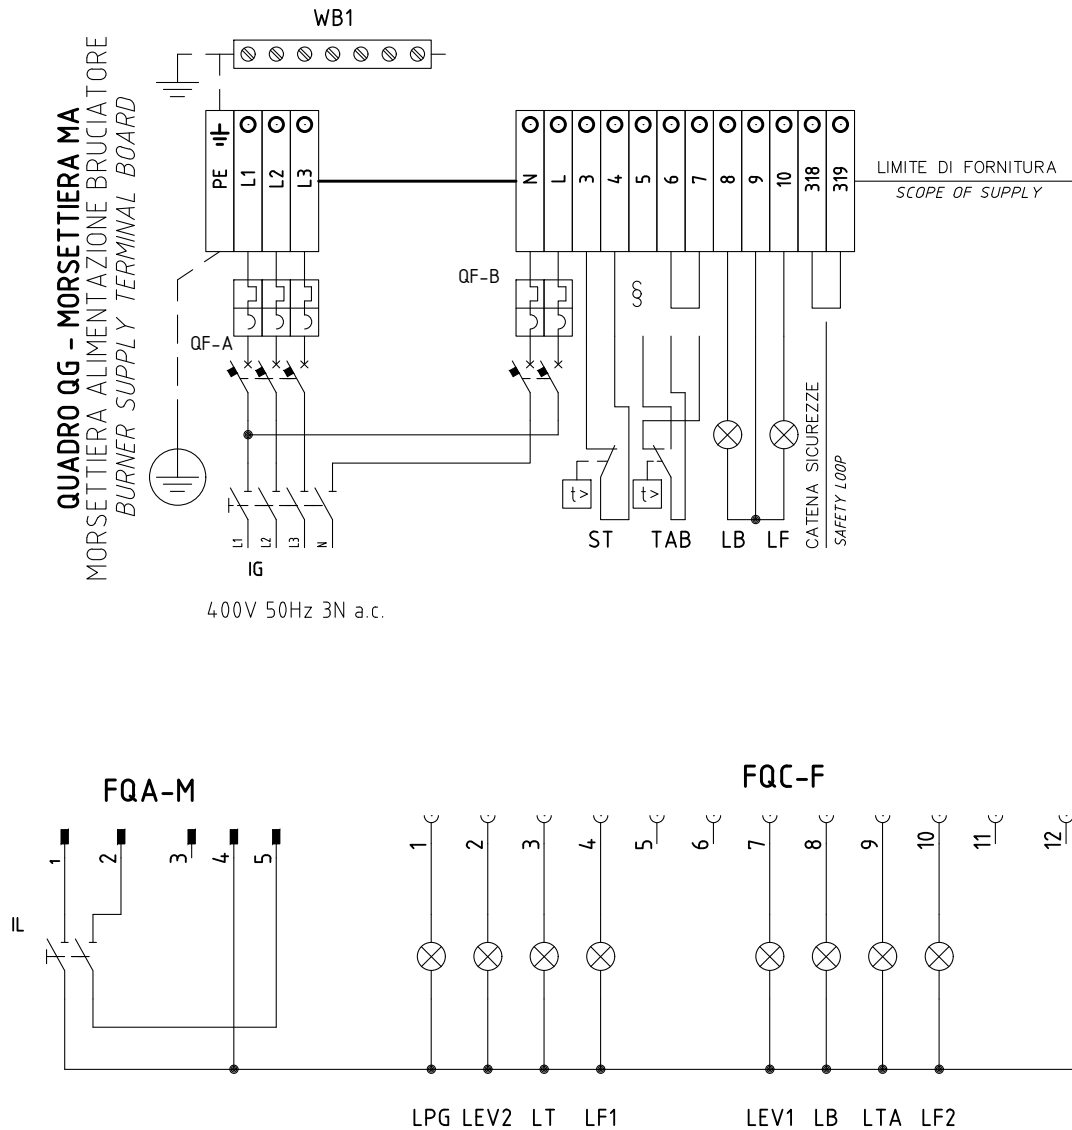 WB1
QUADRO QG - MORSETTIERA MA
MORSETTIERA ALIMENTAZIONE BRUCIATORE
BURNER SUPPLY TERMINAL BOARD
PE L1 L2 L3
N L 3 4 5 6 7 8 9 10 318 319
LIMITE DI FORNITURA
SCOPE OF SUPPLY
QF-A
QF-B
§
t>
t>
CATENA SICUREZZE
SAFETY LOOP
L1 L2 L3 N
IG
ST TAB LB LF
400V 50Hz 3N a.c.
FQA-M
FQC-F
1 2 3 4 5
1 2 3 4 5 6 7 8 9 10 11 12
IL
LPG LEV2 LT LF1 LEV1 LB LTA LF2